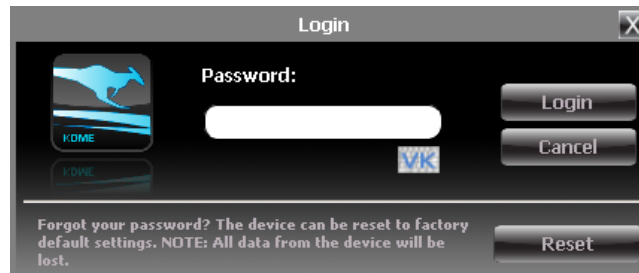 Login
X
Password:
KDME
Login
VK
Cancel
Forgot your password? The device can be reset to factory
default settings. NOTE: All data from the device will be
lost.
Reset